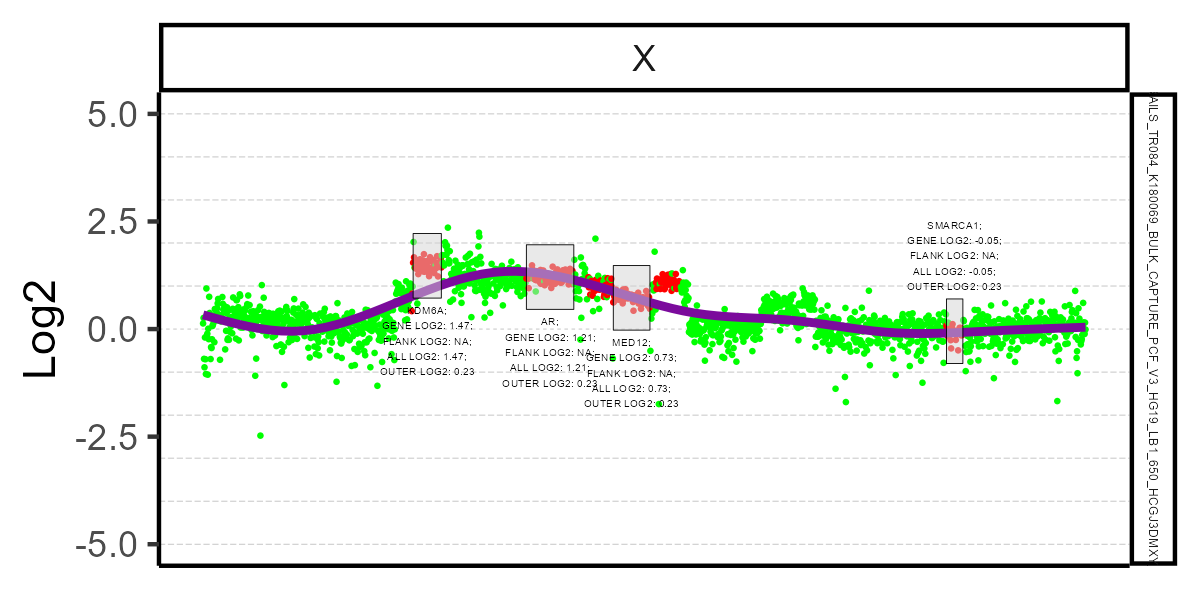 X
5.0
2.5
0.0
-2.5
-5.0
Log2
KDM6A;
GENE LOG2: 1.47;
FLANK LOG2: NA;
ALL LOG2: 1.47;
OUTER LOG2: 0.23
AR;
GENE LOG2: 1.21;
FLANK LOG2: NA;
ALL LOG2: 1.21;
OUTER LOG2: 0.23
MED12;
GENE LOG2: 0.73;
FLANK LOG2: NA;
ALL LOG2: 0.73;
OUTER LOG2: 0.23
SMARCA1;
GENE LOG2: -0.05;
FLANK LOG2: NA;
ALL LOG2: -0.05;
OUTER LOG2: 0.23
AILS_TR084_K180069_BULK_CAPTURE_PCF_V3_HG19_LB1_650_HCGJ3DMXY